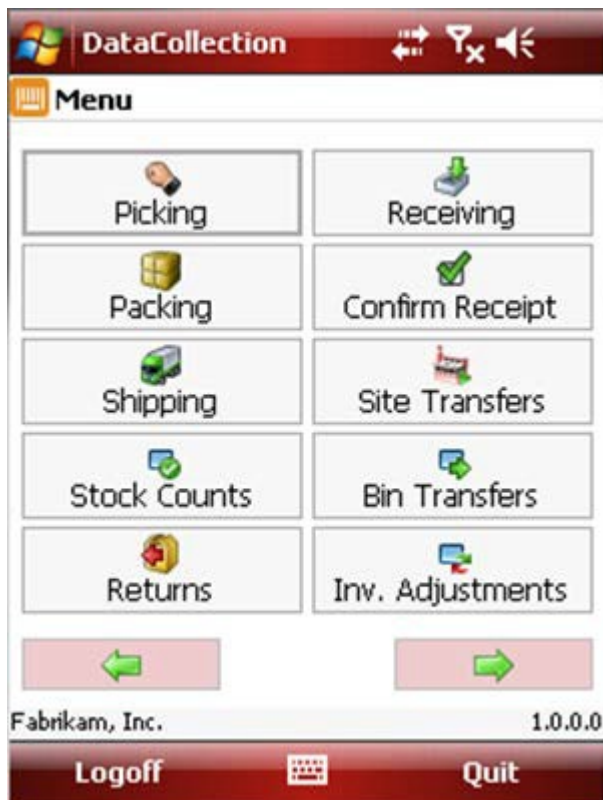 DataCollection
Menu
Picking
Receiving
Packing
Confirm Receipt
Shipping
Site Transfers
Stock Counts
Bin Transfers
Returns
Inv. Adjustments
Fabrikam, Inc.
1.0.0.0
Logoff
Quit